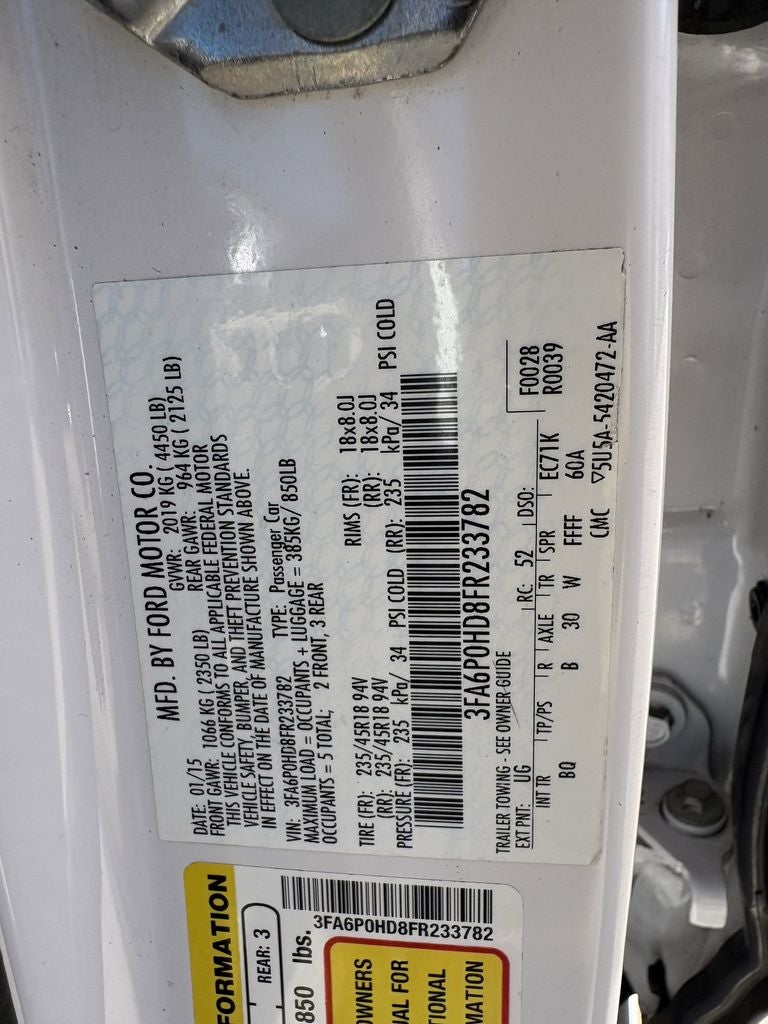 MFD. BY FORD MOTOR CO.
DATE: 01/15 GVWR: 2019 KG ( 4450 LB)
FRONT GAWR: 1066 KG ( 2350 LB) REAR GAWR: 964 KG ( 2125 LB)
THIS VEHICLE CONFORMS TO ALL APPLICABLE FEDERAL MOTOR
VEHICLE SAFETY, BUMPER, AND THEFT PREVENTION STANDARDS
IN EFFECT ON THE DATE OF MANUFACTURE SHOWN ABOVE.
VIN: 3FA6P0HD8FR233782 TYPE: Passenger Car
MAXIMUM LOAD = OCCUPANTS + LUGGAGE = 385KG/ 850LB
OCCUPANTS = 5 TOTAL; 2 FRONT, 3 REAR
TIRE (FR): 235/45R18 94V RIMS (FR): 18x8.0J
(RR): 235/45R18 94V (RR): 18x8.0J
PRESSURE (FR): 235 kPa/ 34 PSI COLD (RR): 235 kPa/ 34 PSI COLD
3FA6P0HD8FR233782
TRAILER TOWING - SEE OWNER GUIDE
F0028
EXT PNT: UG RC: 52 DSO: R0039
INT TR TP/PS R AXLE TR SPR EC71K
BQ B 30 W FFFF 60A
CMC ▽5U5A-5420472-AA
FORMATION
REAR: 3
850 lbs.
3FA6P0HD8FR233782
OWNERS
UAL FOR
TIONAL
MATION